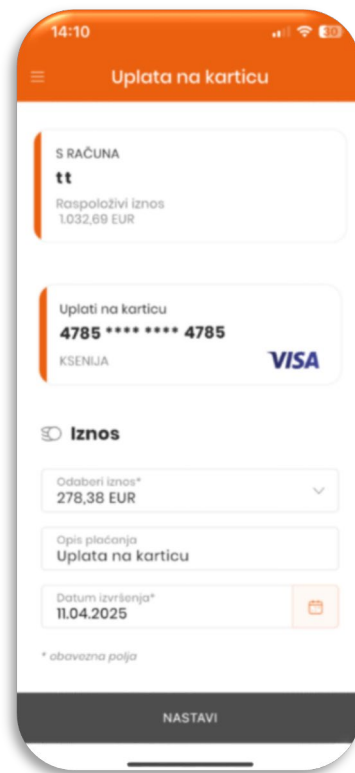 14:10
30
Uplata na karticu
S RAČUNA
tt
Raspoloživi iznos
1.032,69 EUR
Uplati na karticu
4785 **** **** 4785
KSENIJA
VISA
Iznos
Odaberi iznos*
278,38 EUR
Opis plaćanja
Uplata na karticu
Datum izvršenja*
11.04.2025
* obavezna polja
NASTAVI